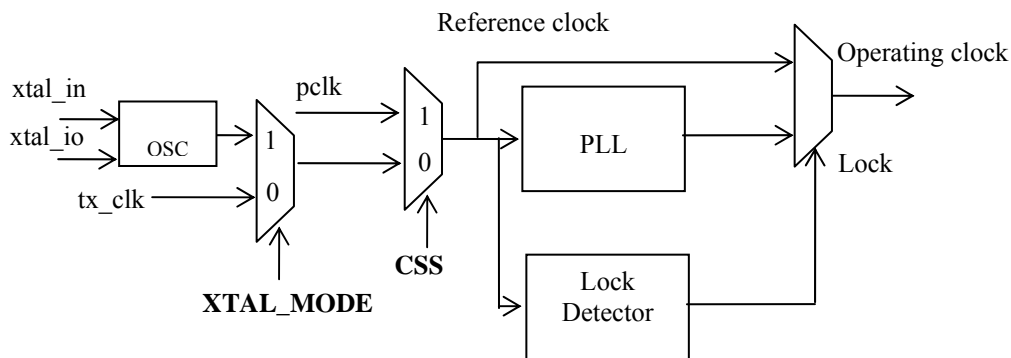 Reference clock
Operating clock
xtal_in
pclk
xtal_io
OSC
1
0
1
0
PLL
tx_clk
Lock
CSS
XTAL_MODE
Lock
Detector